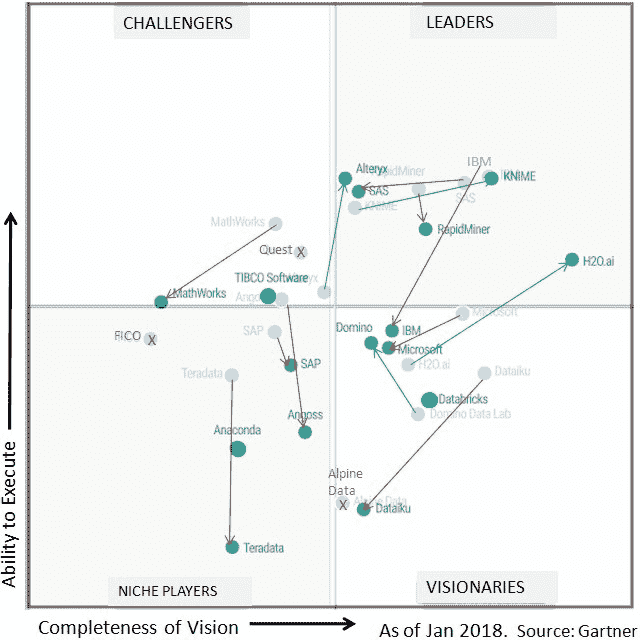 CHALLENGERS
LEADERS
IBM
Alteryx
RapidMiner
KNIME
SAS
SAS
KNIME
MathWorks
RapidMiner
Quest X
H2O.ai
TIBCO Software
MathWorks
Angoss
Microsoft
FICO X
SAP
Domino
IBM
Microsoft
SAP
H2O.ai
Teradata
Dataiku
Databricks
Angoss
Domino Data Lab
Anaconda
Alpine
Data
X
Alpine Data
Dataiku
Teradata
NICHE PLAYERS
VISIONARIES
Ability to Execute
Completeness of Vision
As of Jan 2018. Source: Gartner